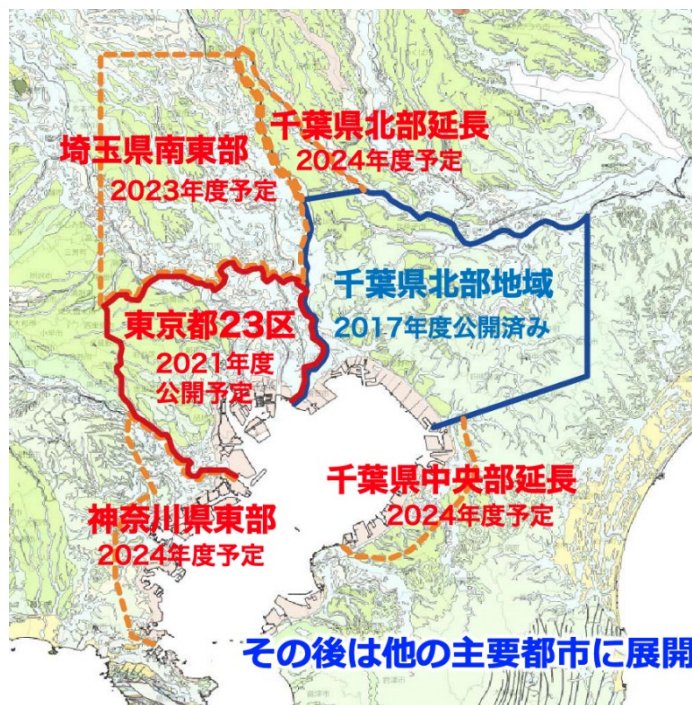 千葉県北部延長
2024年度予定
埼玉県南東部
2023年度予定
千葉県北部地域
2017年度公開済み
東京都23区
2021年度
公開予定
千葉県中央部延長
2024年度予定
神奈川県東部
2024年度予定
その後は他の主要都市に展開